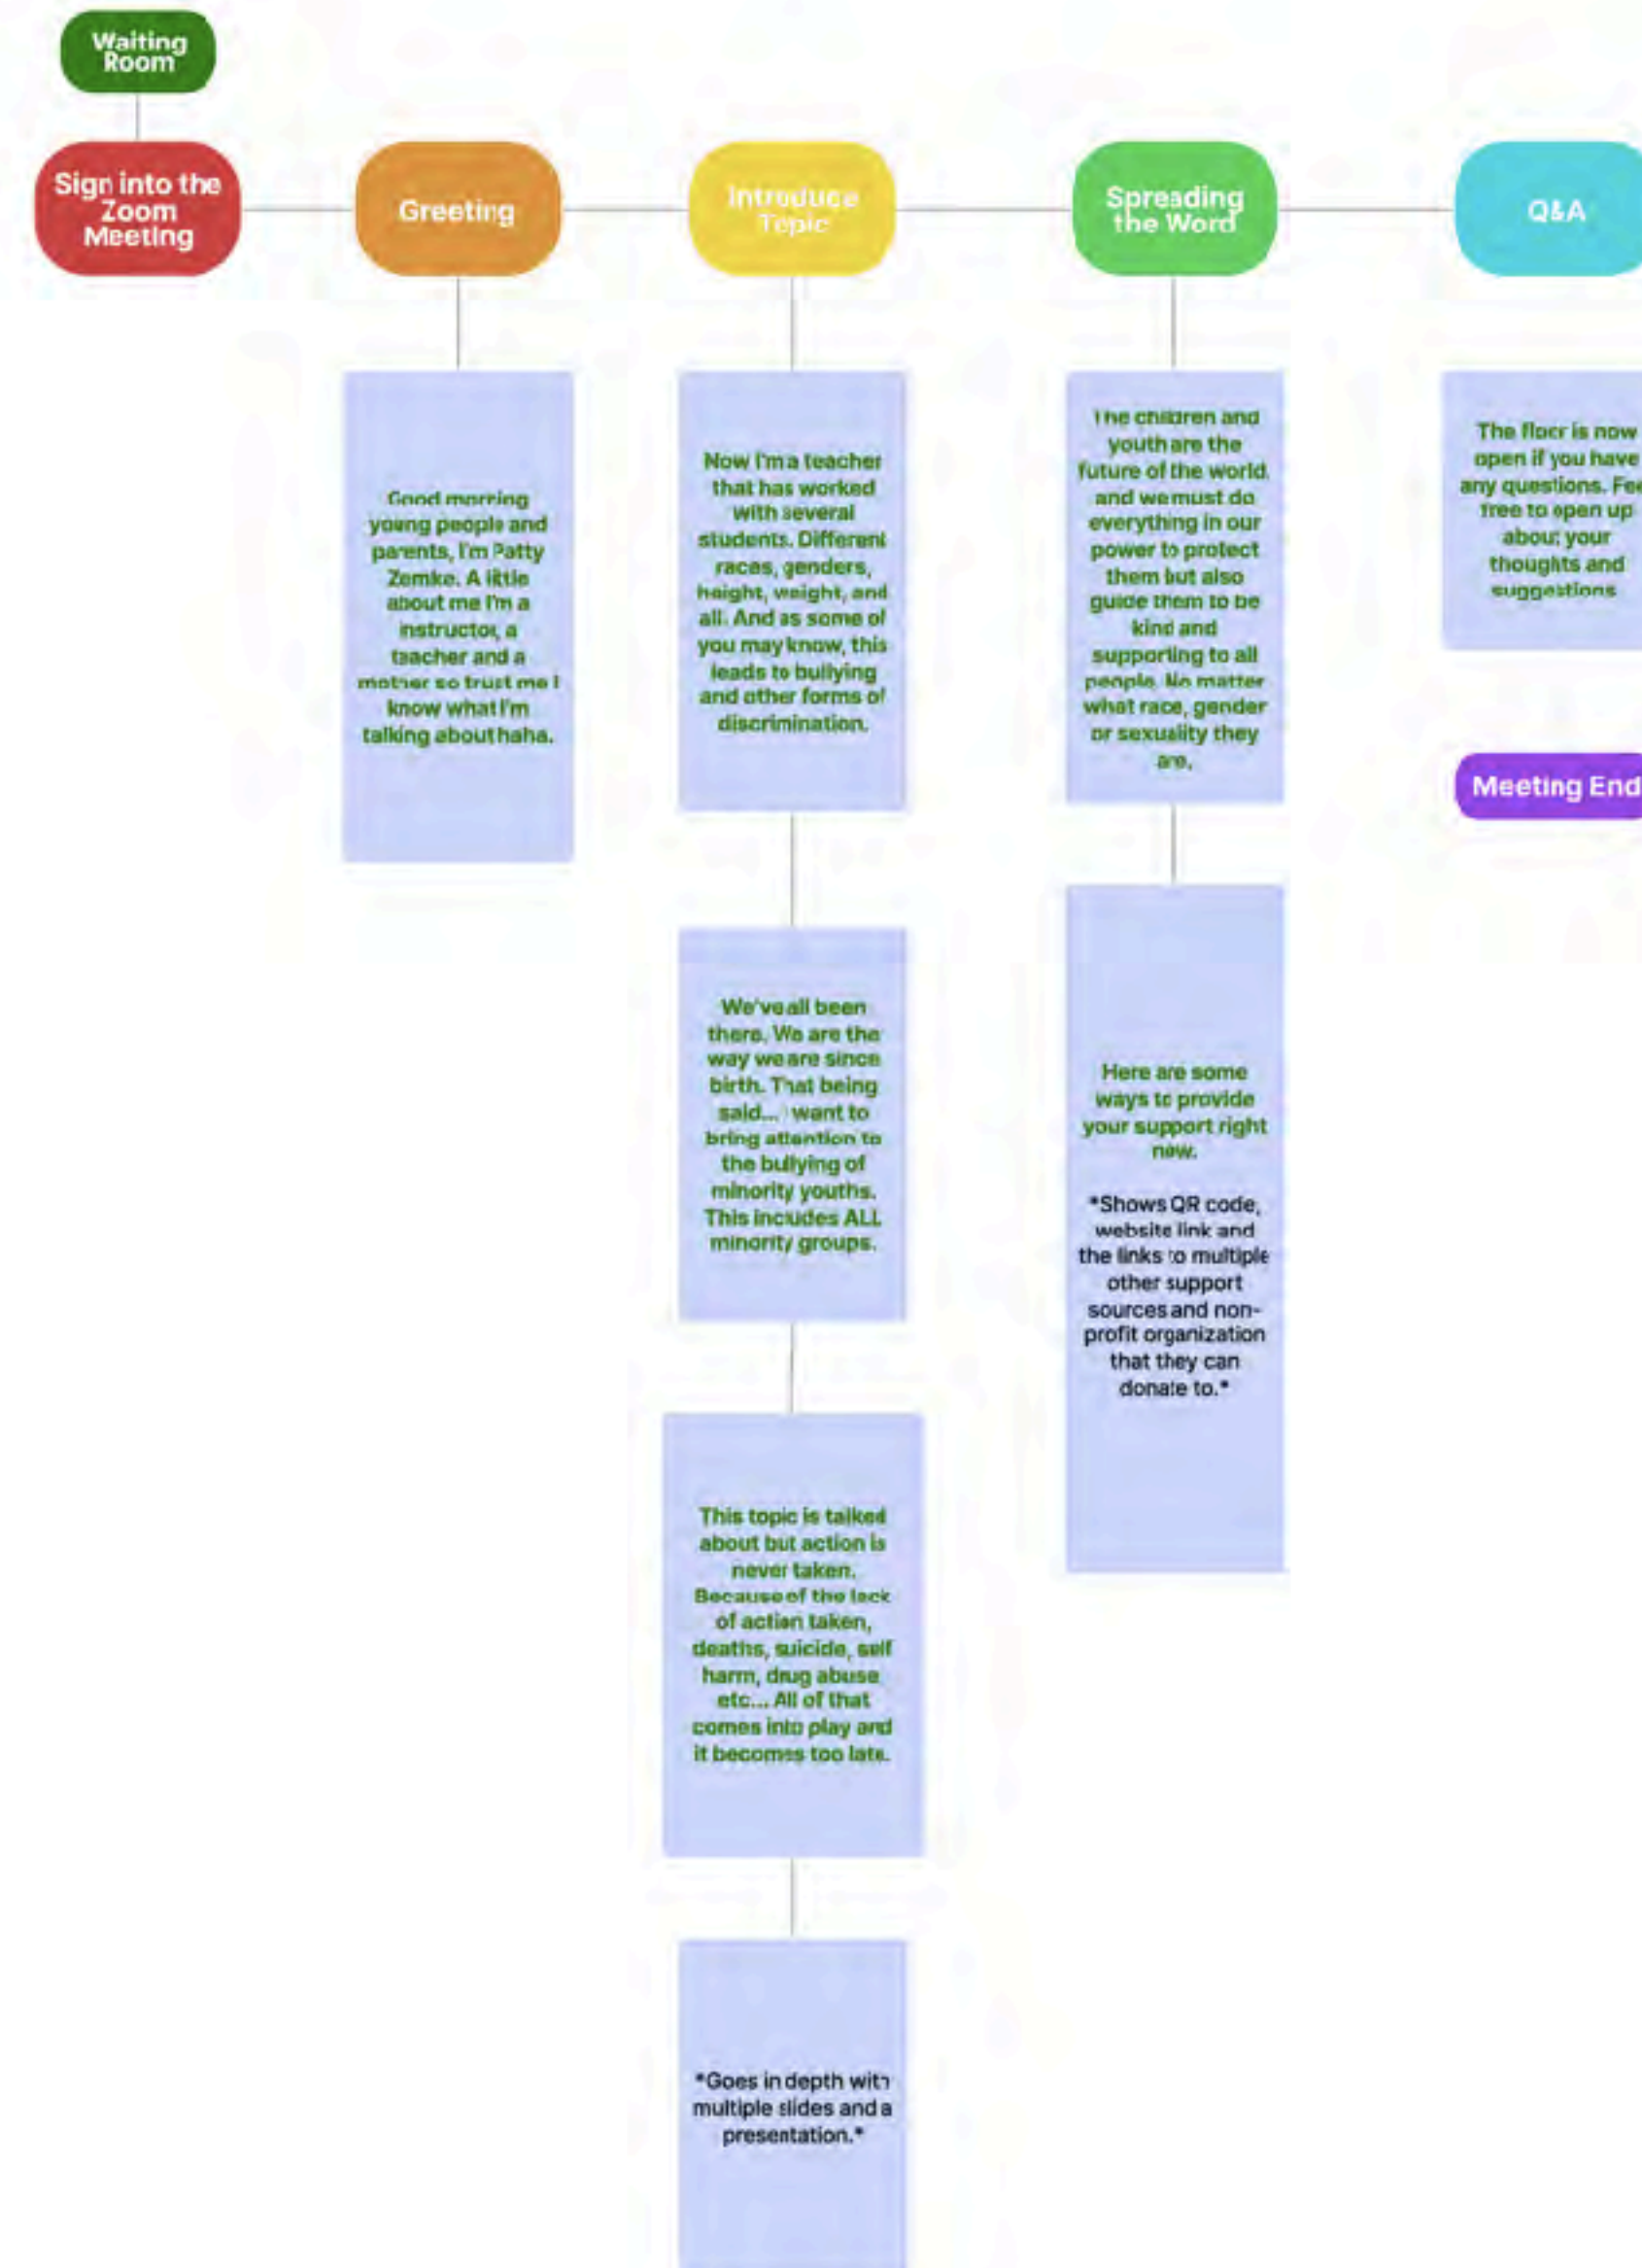 Waiting
Room
Sign into the
Zoom
Meeting
Greeting
Introduce
Topic
Spreading
the Word
Q&A
Good morning
young people and
parents, I'm Patty
Zemke. A little
about me I'm a
instructor, a
teacher and a
mother so trust me I
know what I'm
talking about haha.
Now I'm a teacher
that has worked
with several
students. Different
races, genders,
height, weight, and
all. And as some of
you may know, this
leads to bullying
and other forms of
discrimination.
We've all been
there. We are the
way we are since
birth. That being
said... I want to
bring attention to
the bullying of
minority youths.
This includes ALL
minority groups.
This topic is talked
about but action is
never taken.
Because of the lack
of action taken,
deaths, suicide, self
harm, drug abuse
etc... All of that
comes into play and
it becomes too late.
*Goes in depth with
multiple slides and a
presentation.*
The children and
youth are the
future of the world.
and we must do
everything in our
power to protect
them but also
guide them to be
kind and
supporting to all
people. No matter
what race, gender
or sexuality they
are.
Here are some
ways to provide
your support right
now.
*Shows QR code,
website link and
the links to multiple
other support
sources and non-
profit organization
that they can
donate to.*
The floor is now
open if you have
any questions. Fee
free to open up
about your
thoughts and
suggestions
Meeting End